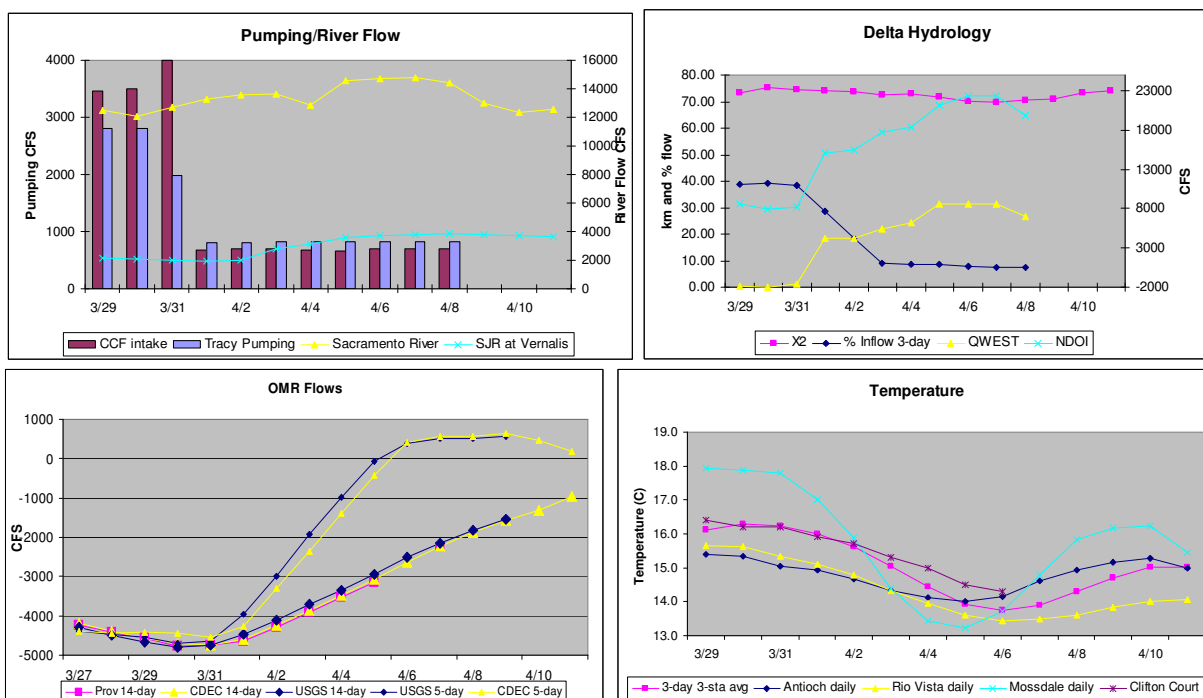 Pumping/River Flow
4000
3000
2000
1000
0
Pumping CFS
16000
14000
12000
10000
8000
6000
4000
2000
0
River Flow CFS
3/29 3/31 4/2 4/4 4/6 4/8 4/10
CCF intake Tracy Pumping Sacramento River SJR at Vernalis
Delta Hydrology
80.00
70.00
60.00
50.00
40.00
30.00
20.00
10.00
0.00
km and % flow
23000
18000
13000
8000
3000
-2000
CFS
3/29 3/31 4/2 4/4 4/6 4/8 4/10
X2 % Inflow 3-day QWEST NDOI
OMR Flows
1000
0
-1000
-2000
-3000
-4000
-5000
CFS
3/27 3/29 3/31 4/2 4/4 4/6 4/8 4/10
Prov 14-day CDEC 14-day USGS 14-day USGS 5-day CDEC 5-day
Temperature
19.0
18.0
17.0
16.0
15.0
14.0
13.0
Temperature (C)
3/29 3/31 4/2 4/4 4/6 4/8 4/10
3-day 3-sta avg Antioch daily Rio Vista daily Mossdale daily Clifton Court